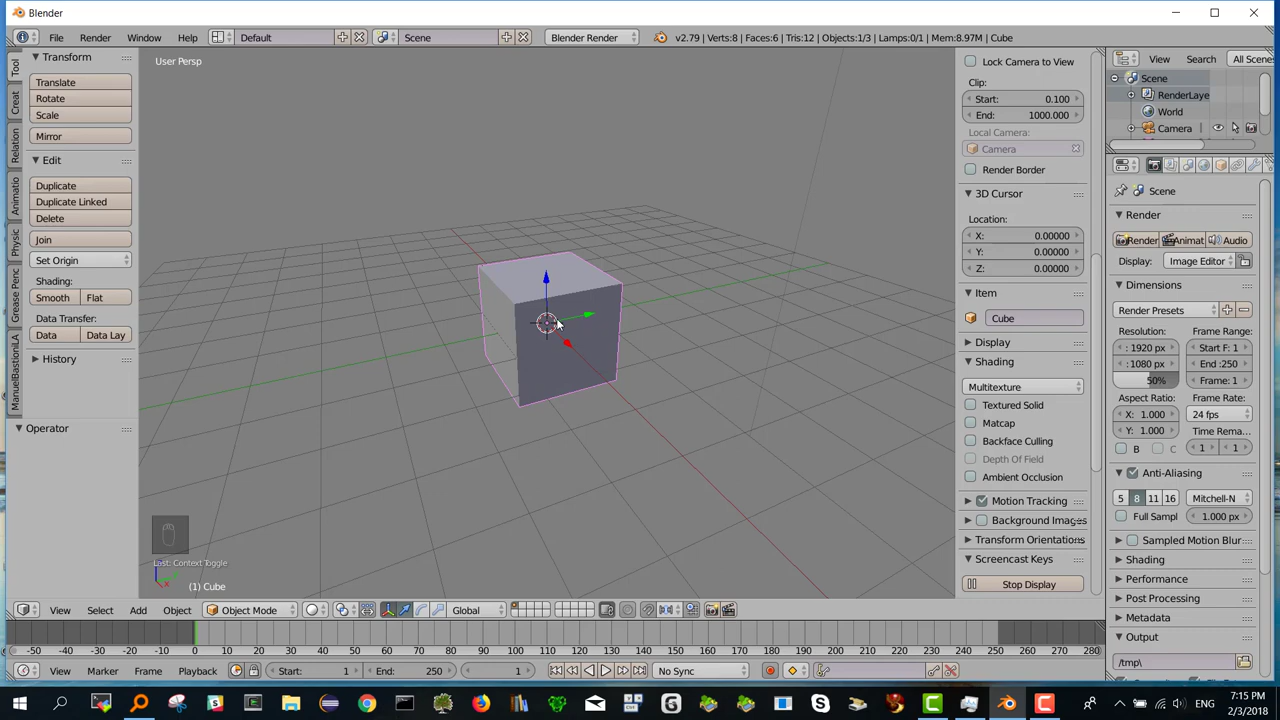 Blender
File Render Window Help Default Scene Blender Render v2.79 | Verts:8 | Faces:6 | Tris:12 | Objects:1/3 | Lamps:0/1 | Mem:8.97M | Cube
Transform
Translate
Rotate
Scale
Mirror
Edit
Duplicate
Duplicate Linked
Delete
Join
Set Origin
Shading:
Smooth Flat
Data Transfer:
Data Data Lay
History
Operator
Tool
Creat
Relation
Animatio
Physic
Grease Penc
ManuelBastioniLA
User Persp
Last: Context Toggle
(1) Cube
Lock Camera to View
Clip:
Start: 0.100
End: 1000.000
Local Camera:
Camera
Render Border
3D Cursor
Location:
X: 0.00000
Y: 0.00000
Z: 0.00000
Item
Cube
Display
Shading
Multitexture
Textured Solid
Matcap
Backface Culling
Depth Of Field
Ambient Occlusion
Motion Tracking
Background Images
Transform Orientations
Screencast Keys
Stop Display
View Search All Scenes
Scene
RenderLaye
World
Camera
Scene
Render
Render Animat Audio
Display: Image Editor
Dimensions
Render Presets
Resolution: Frame Range:
: 1920 px Start F: 1
: 1080 px End :250
50% Frame: 1
Aspect Ratio: Frame Rate:
X: 1.000 24 fps
Y: 1.000 Time Rema...
B C 1 1
Anti-Aliasing
5 8 11 16 Mitchell-N
Full Sampl 1.000 px
Sampled Motion Blur
Shading
Performance
Post Processing
Metadata
Output
/tmp\
View Select Add Object Object Mode Global
-50 -40 -30 -20 -10 0 10 20 30 40 50 60 70 80 90 100 110 120 130 140 150 160 170 180 190 200 210 220 230 240 250 260 270 280
View Marker Frame Playback Start: 1 End: 250 1 No Sync
7:15 PM
2/3/2018